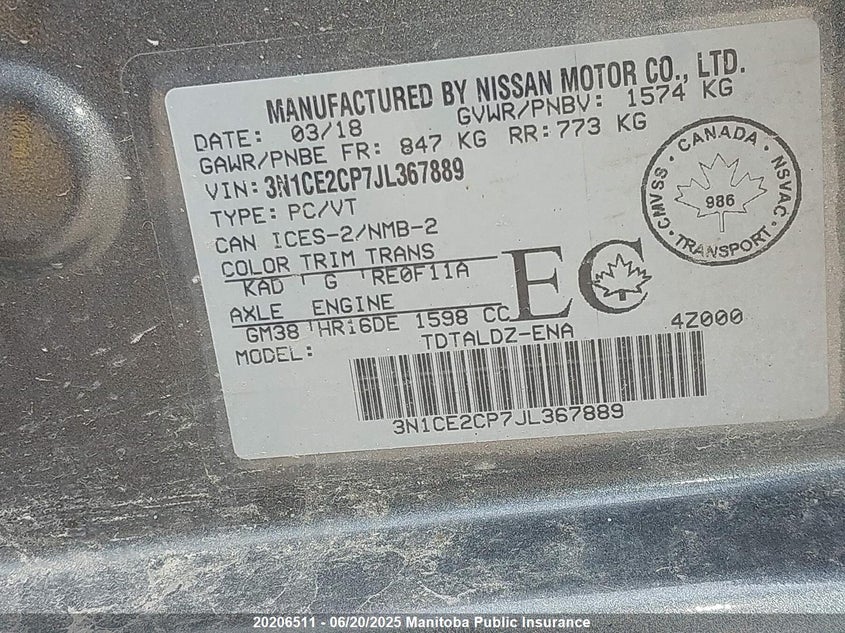 MANUFACTURED BY NISSAN MOTOR CO., LTD.
DATE: 03/18 GVWR/PNBV: 1574 KG
GAWR/PNBE FR: 847 KG RR: 773 KG
VIN: 3N1CE2CP7JL367889
TYPE: PC/VT
CAN ICES-2/NMB-2
COLOR TRIM TRANS
KAD G RE0F11A
AXLE ENGINE
GM38 HR16DE 1598 CC
MODEL: TDTALDZ-ENA 4Z000
EC
CMVSS · CANADA · NSVAC · TRANSPORT ·
986
3N1CE2CP7JL367889
20206511 - 06/20/2025 Manitoba Public Insurance